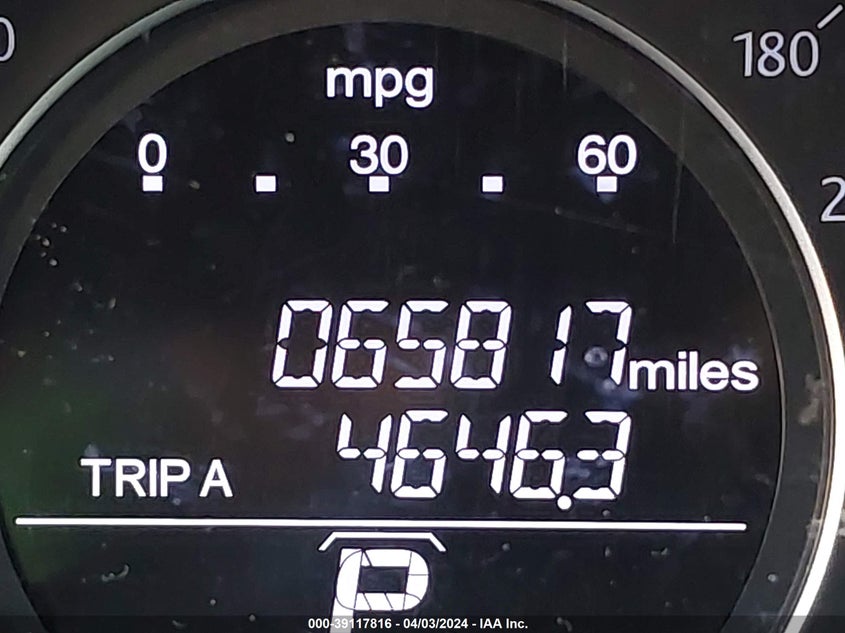 180
mpg
0 30 60
065817 miles
TRIP A 4646.3
P
000-39117816 - 04/03/2024 - IAA Inc.